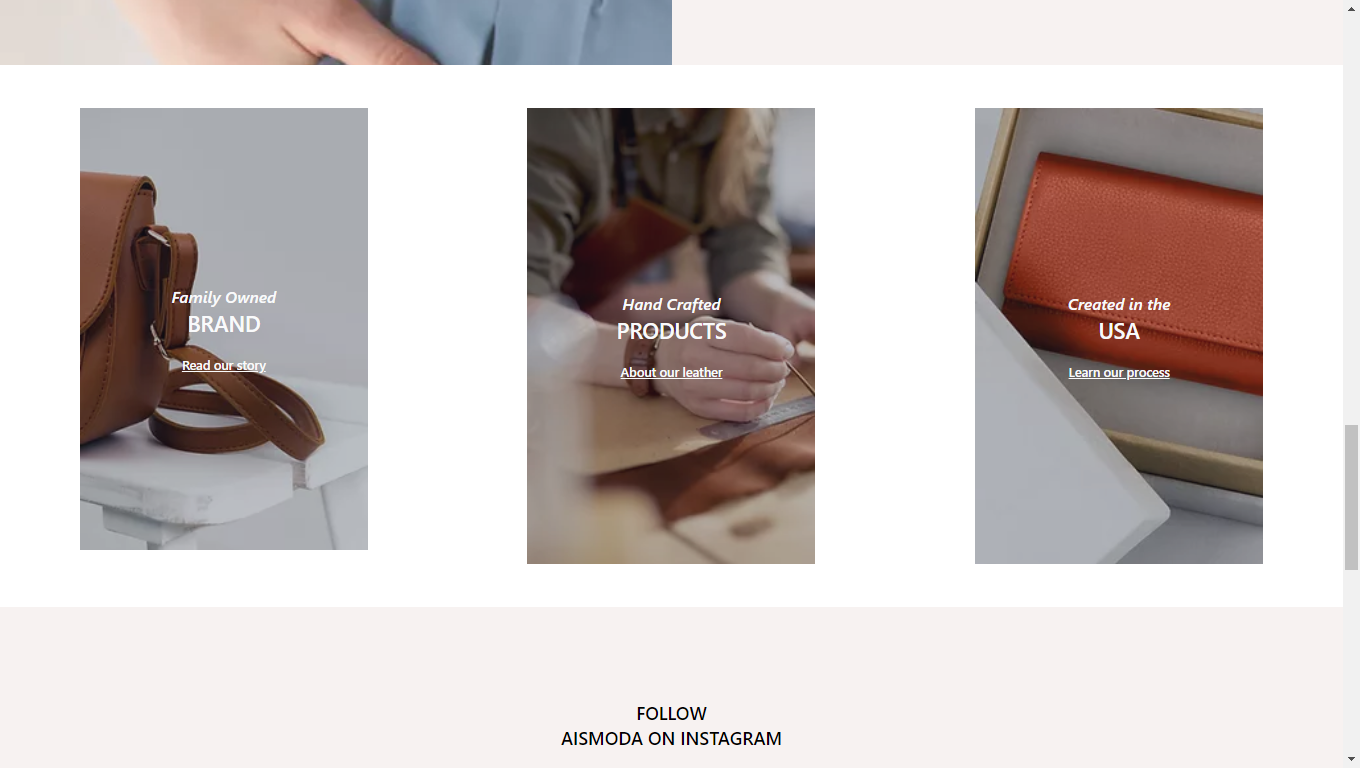 Family Owned
BRAND
Read our story
Hand Crafted
PRODUCTS
About our leather
Created in the
USA
Learn our process
FOLLOW
AISMODA ON INSTAGRAM